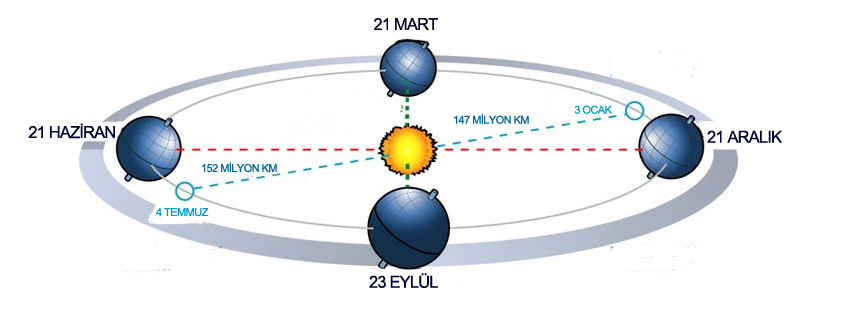 21 MART
147 MİLYON KM
3 OCAK
21 HAZİRAN
21 ARALIK
152 MİLYON KM
4 TEMMUZ
23 EYLÜL